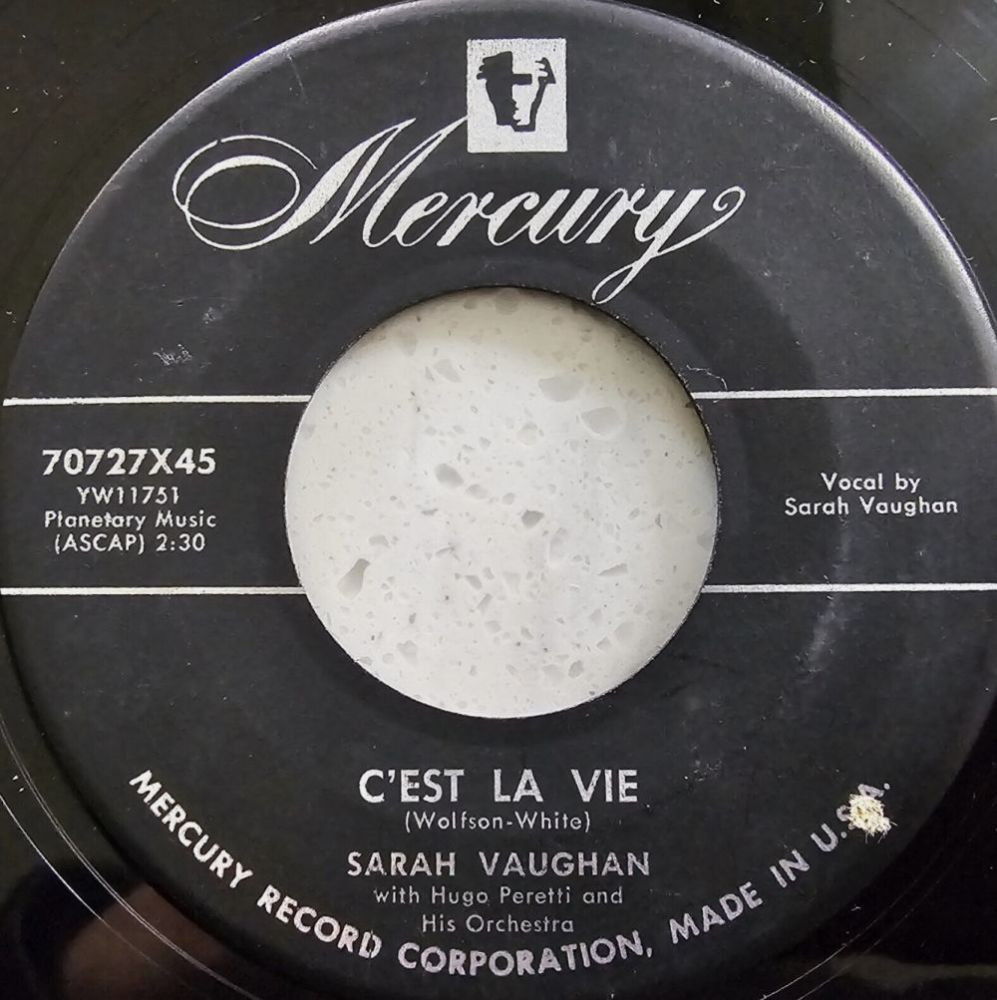 Mercury
70727X45
YW11751
Planetary Music
(ASCAP) 2:30
Vocal by
Sarah Vaughan
C'EST LA VIE
(Wolfson-White)
SARAH VAUGHAN
with Hugo Peretti and
His Orchestra
MERCURY RECORD CORPORATION, MADE IN U.S.A.